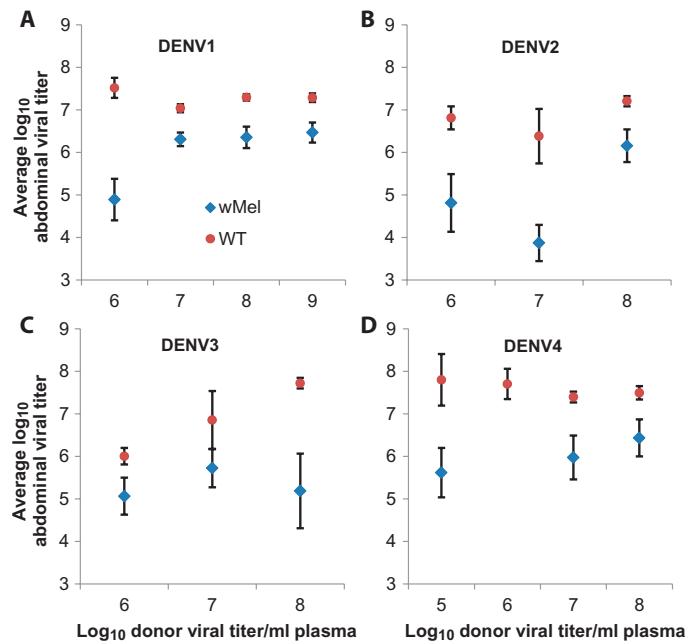 A
DENV1
Average log10
abdominal viral titer
9
8
7
6
5
4
3
wMel
WT
6 7 8 9
B
DENV2
9
8
7
6
5
4
3
6 7 8
C
DENV3
Average log10
abdominal viral titer
9
8
7
6
5
4
3
6 7 8
Log10 donor viral titer/ml plasma
D
DENV4
9
8
7
6
5
4
3
5 6 7 8
Log10 donor viral titer/ml plasma